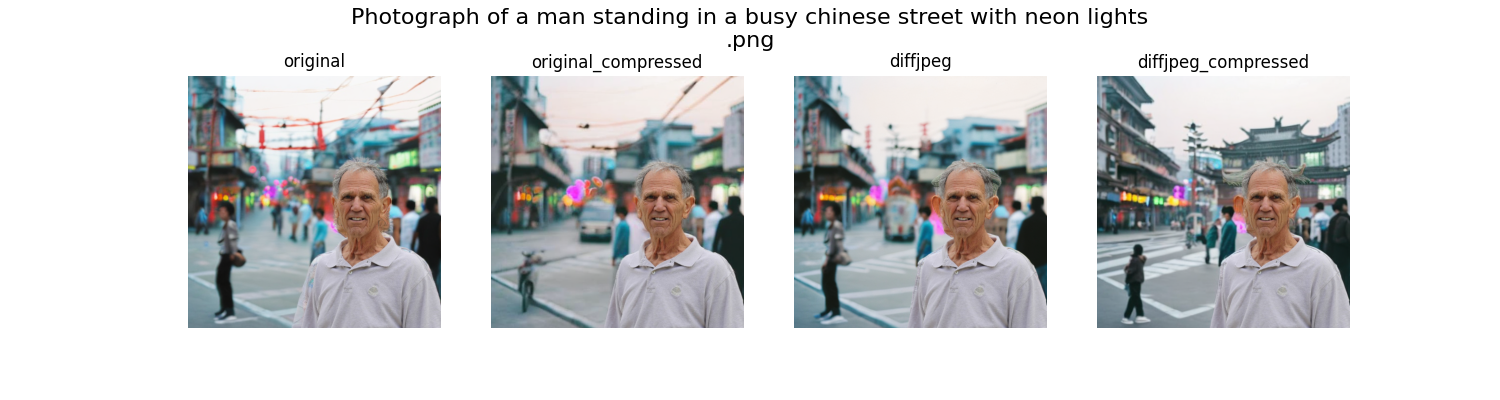 Photograph of a man standing in a busy chinese street with neon lights
.png
original
original_compressed
diffjpeg
diffjpeg_compressed